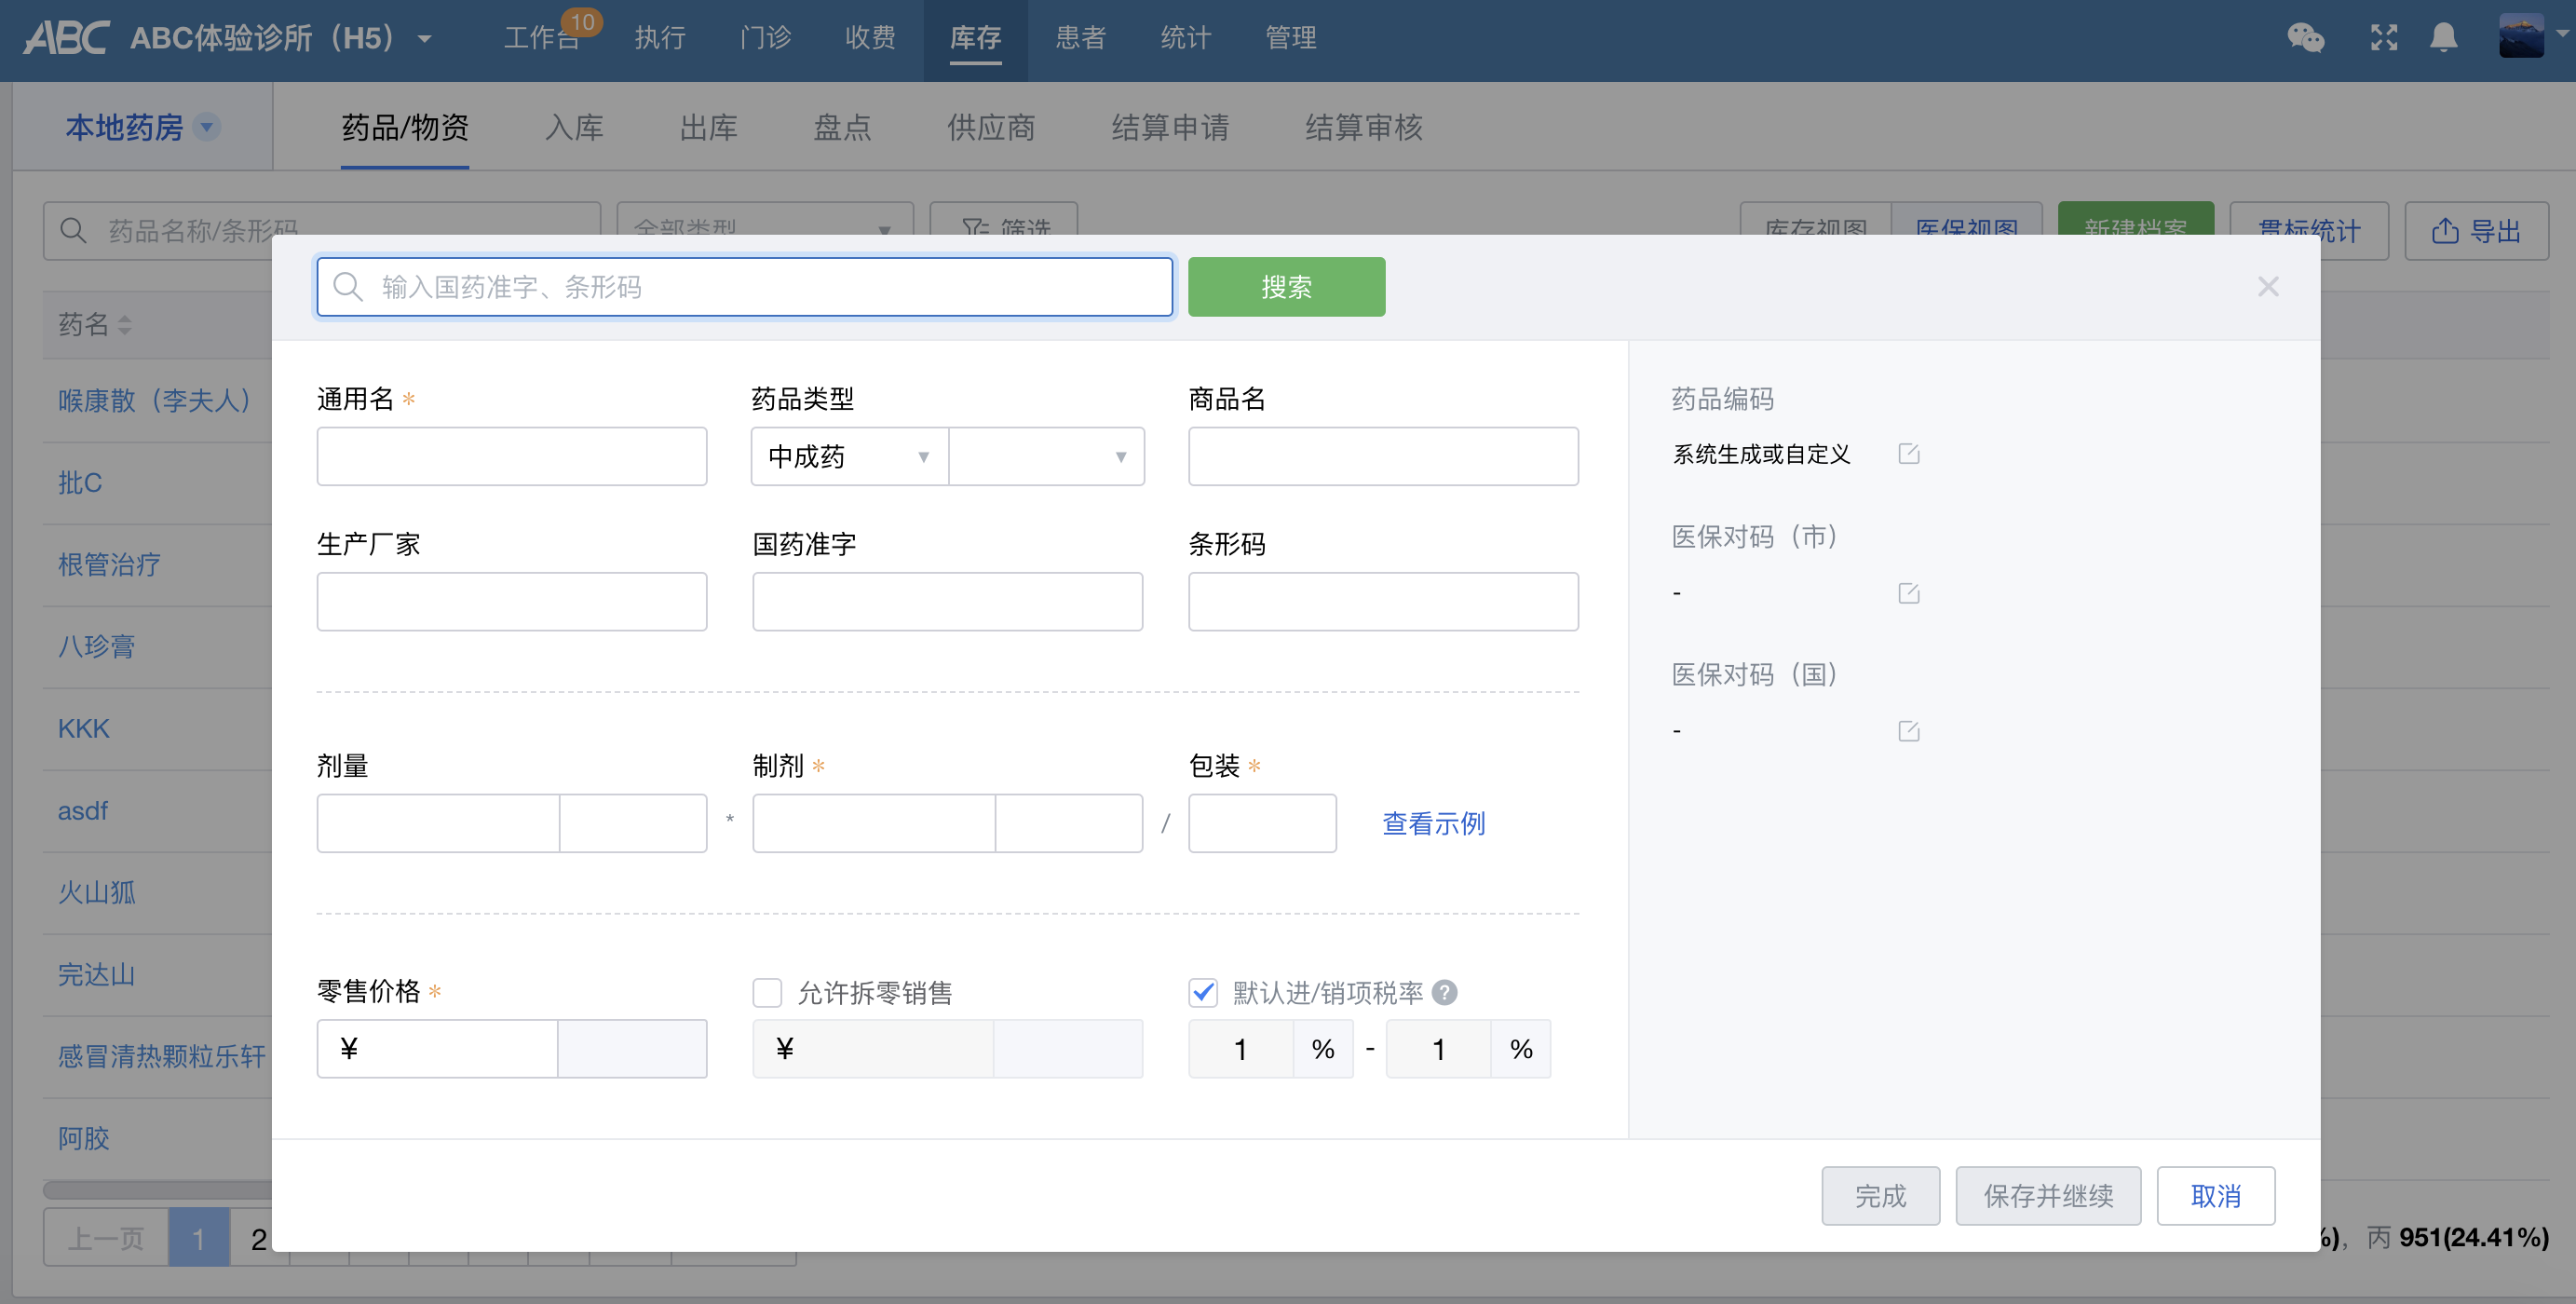 ABC ABC体验诊所（H5） 工作台 10 执行 门诊 收费 库存 患者 统计 管理
本地药房 药品/物资 入库 出库 盘点 供应商 结算申请 结算审核
药品名称/条形码 全部类型 筛选 库存视图 医保视图 新建档案 贯标统计 导出
输入国药准字、条形码 搜索
药名
喉康散（李夫人）
批C
根管治疗
八珍膏
KKK
asdf
火山狐
完达山
感冒清热颗粒乐轩
阿胶
通用名 * 药品类型 商品名
中成药
生产厂家 国药准字 条形码
剂量 制剂 * 包装 *
* / 查看示例
零售价格 * 允许拆零销售 默认进/销项税率 ?
¥ ¥ 1 % - 1 %
药品编码
系统生成或自定义
医保对码（市）
-
医保对码（国）
-
完成 保存并继续 取消
上一页 1 2 %)， 丙 951(24.41%)